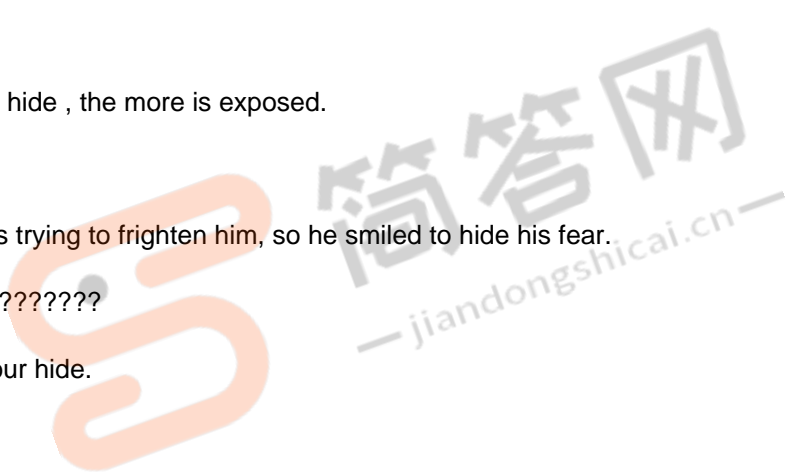 hide , the more is exposed.
s trying to frighten him, so he smiled to hide his fear.
???????
ur hide.
简答网
jiandongshicai.cn